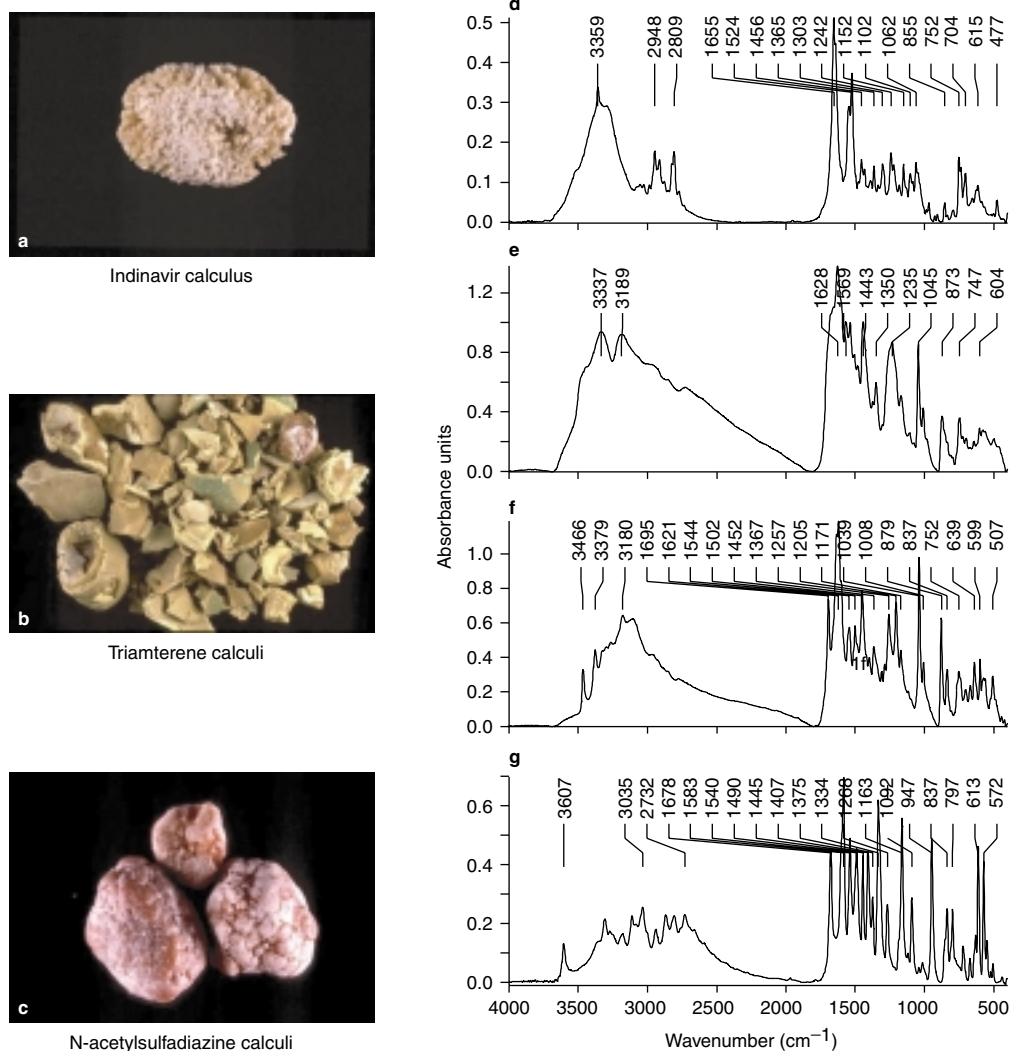 a
Indinavir calculus
b
Triamterene calculi
c
N-acetylsulfadiazine calculi
Absorbance units
d
3359 2948 2809 1655 1524 1456 1365 1303 1242 1152 1102 1062 855 752 704 615 477
0.5
0.4
0.3
0.2
0.1
0.0
e
3337 3189 1628 1569 1443 1350 1235 1045 873 747 604
1.2
0.8
0.4
0.0
f
3466 3379 3180 1695 1621 1544 1502 1452 1367 1257 1205 1171 1039 1008 879 837 752 639 599 507
1.0
0.8
0.6
0.4
0.2
0.0
1f
g
3607 3035 2732 1678 1583 1540 1490 1445 1407 1375 1334 1163 1092 947 837 797 613 572
0.6
0.4
0.2
0.0
4000 3500 3000 2500 2000 1500 1000 500
Wavenumber (cm−1)